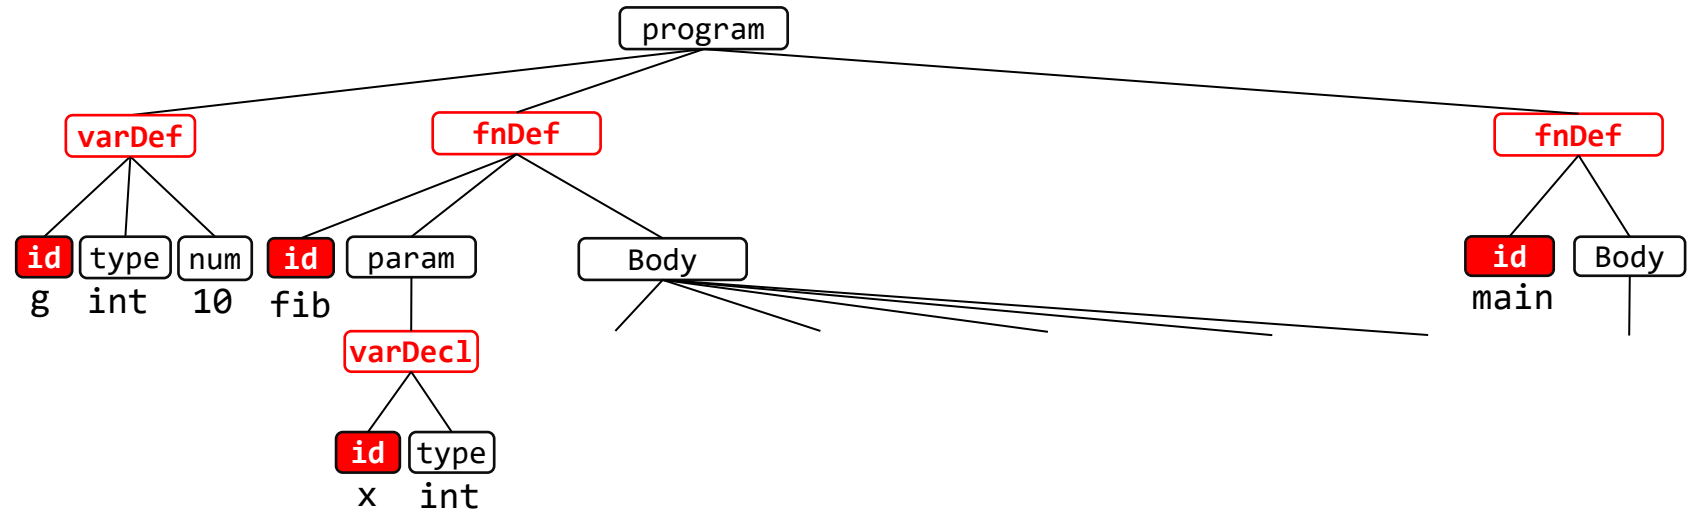 program
varDef fnDef fnDef
id type num id param Body id Body
g int 10 fib main
varDecl
id type
x int